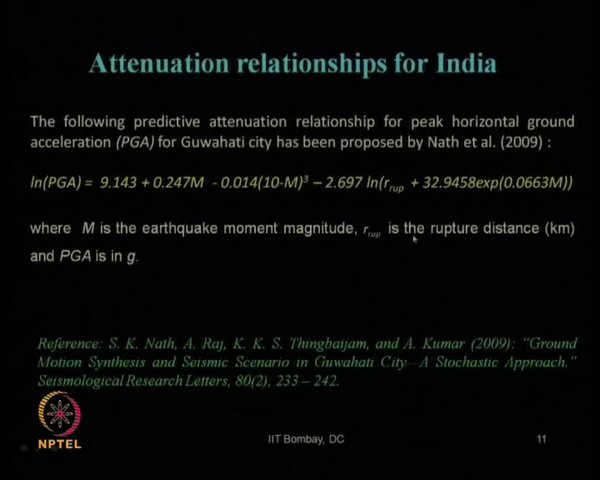 Attenuation relationships for India
The following predictive attenuation relationship for peak horizontal ground
acceleration (PGA) for Guwahati city has been proposed by Nath et al. (2009) :
ln(PGA) = 9.143 + 0.247M - 0.014(10-M)³ – 2.697 ln(rrup + 32.9458exp(0.0663M))
where M is the earthquake moment magnitude, rrup is the rupture distance (km)
and PGA is in g.
Reference: S. K. Nath, A. Raj, K. K. S. Thingbaijam, and A. Kumar (2009): "Ground
Motion Synthesis and Seismic Scenario in Guwahati City—A Stochastic Approach."
Seismological Research Letters, 80(2), 233 – 242.
NPTEL
IIT Bombay, DC
11